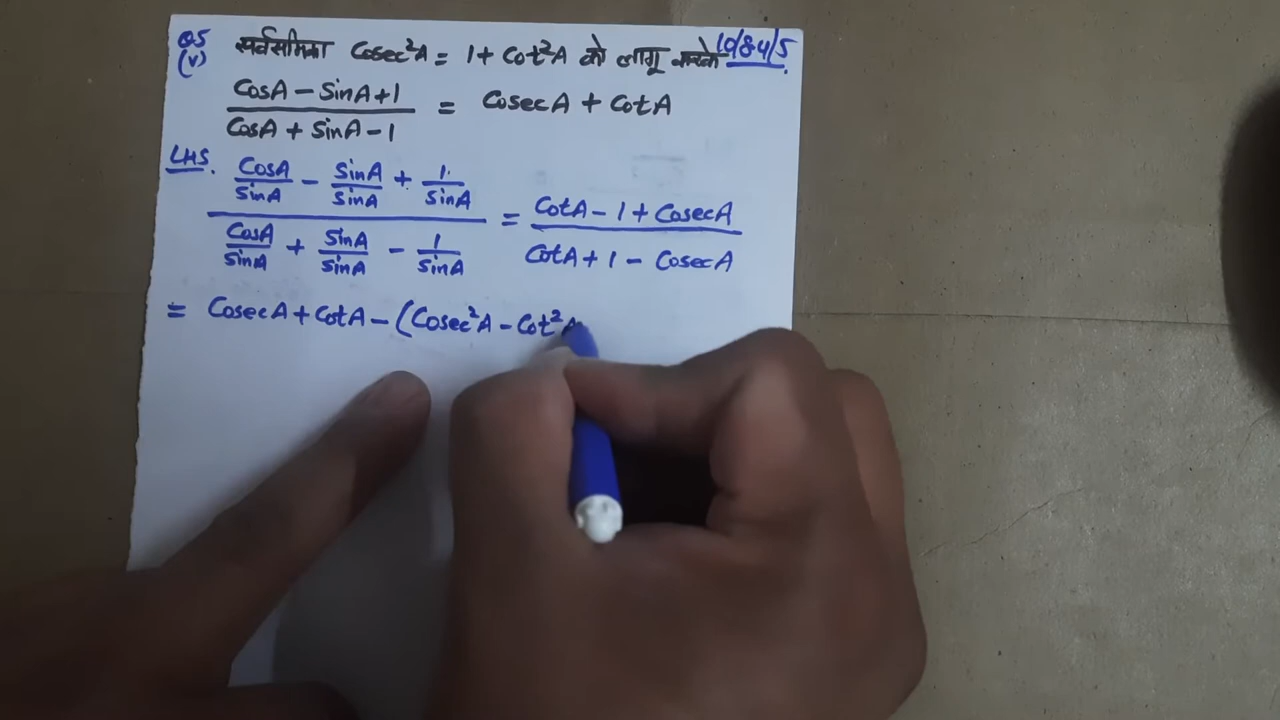 Q5 सर्वसमिका Cosec²A = 1 + Cot²A को लागू करके 10/8.4/5
(v)
CosA - SinA + 1 / CosA + SinA - 1 = CosecA + CotA
LHS. CosA/SinA - SinA/SinA + 1/SinA / CosA/SinA + SinA/SinA - 1/SinA = CotA - 1 + CosecA / CotA + 1 - CosecA
= CosecA + CotA - (Cosec²A - Cot²A